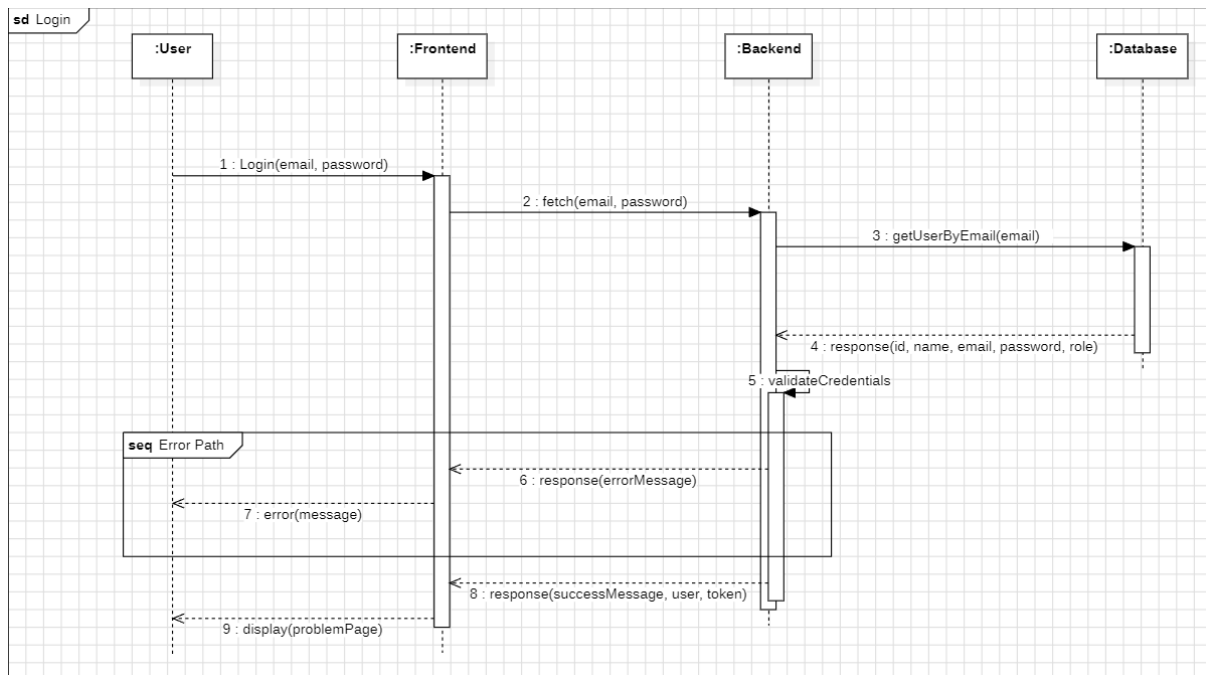 sd Login
:User
:Frontend
:Backend
:Database
1 : Login(email, password)
2 : fetch(email, password)
3 : getUserByEmail(email)
4 : response(id, name, email, password, role)
5 : validateCredentials
seq Error Path
6 : response(errorMessage)
7 : error(message)
8 : response(successMessage, user, token)
9 : display(problemPage)